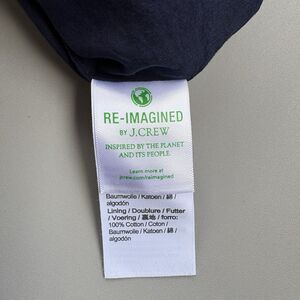 RE-IMAGINED
BY J.CREW
INSPIRED BY THE PLANET
AND ITS PEOPLE.
Learn more at
jcrew.com/reimagined
Baumwolle / Katoen / 綿 /
algodón
Lining / Doublure / Futter
/ Voering / 裏地 / forro:
100% Cotton / Coton /
Baumwolle / Katoen / 綿 /
algodón